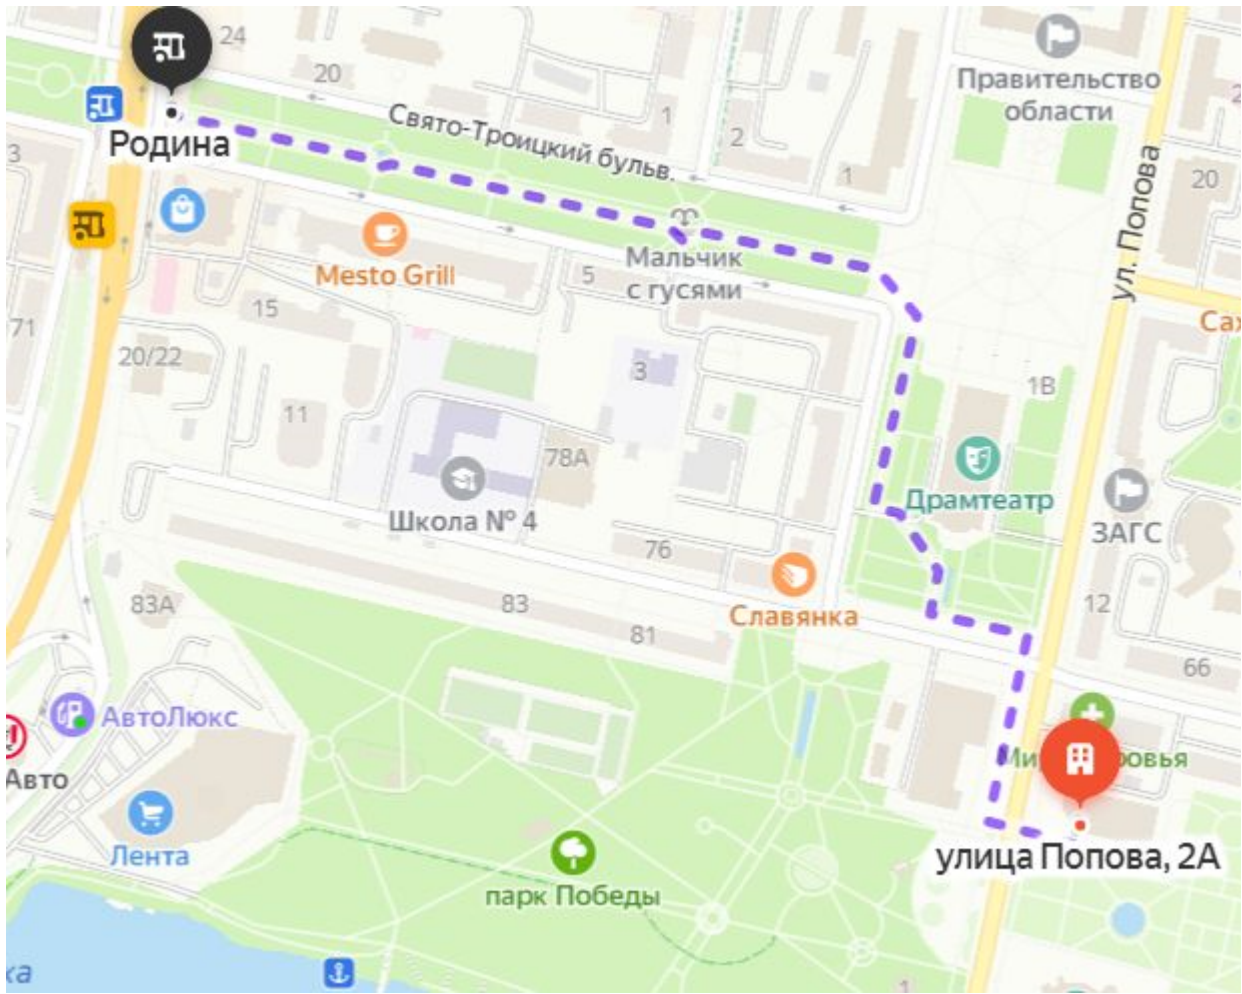 24
20
Родина
3
Свято-Троицкий бульв.
1
2
1
Правительство
области
20
ул. Попова
Mesto Grill
Мальчик
с гусями
5
15
71
20/22
3
11
1В
78А
Школа № 4
Драмтеатр
ЗАГС
76
83А
83
81
Славянка
12
66
АвтоЛюкс
Авто
Лента
парк Победы
улица Попова, 2А
1